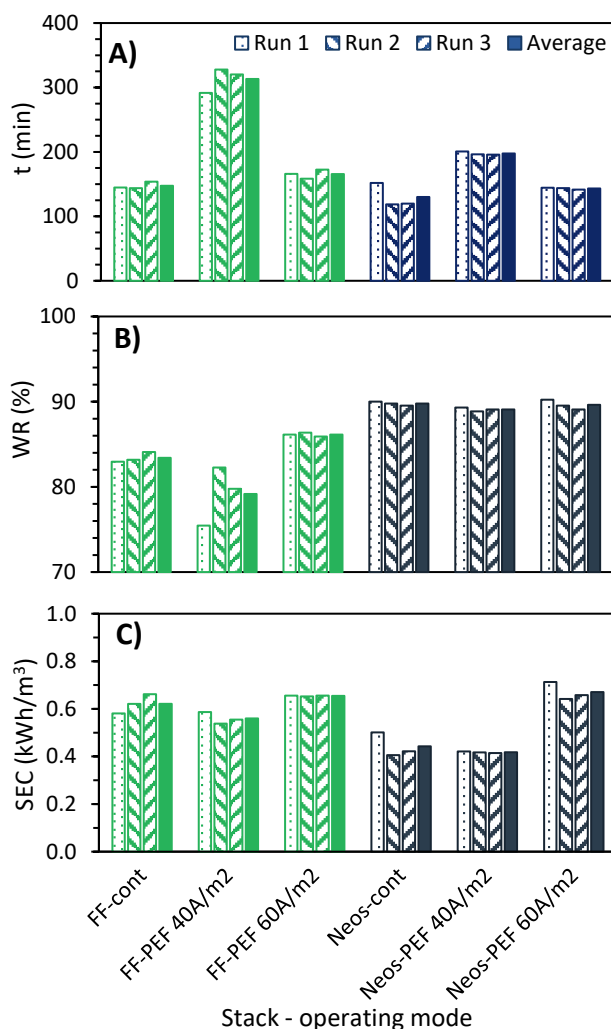 A)
Run 1 Run 2 Run 3 Average
400
300
200
100
0
t (min)
B)
100
90
80
70
WR (%)
C)
1.0
0.8
0.6
0.4
0.2
0.0
SEC (kWh/m³)
FF-cont
FF-PEF 40A/m2
FF-PEF 60A/m2
Neos-cont
Neos-PEF 40A/m2
Neos-PEF 60A/m2
Stack - operating mode